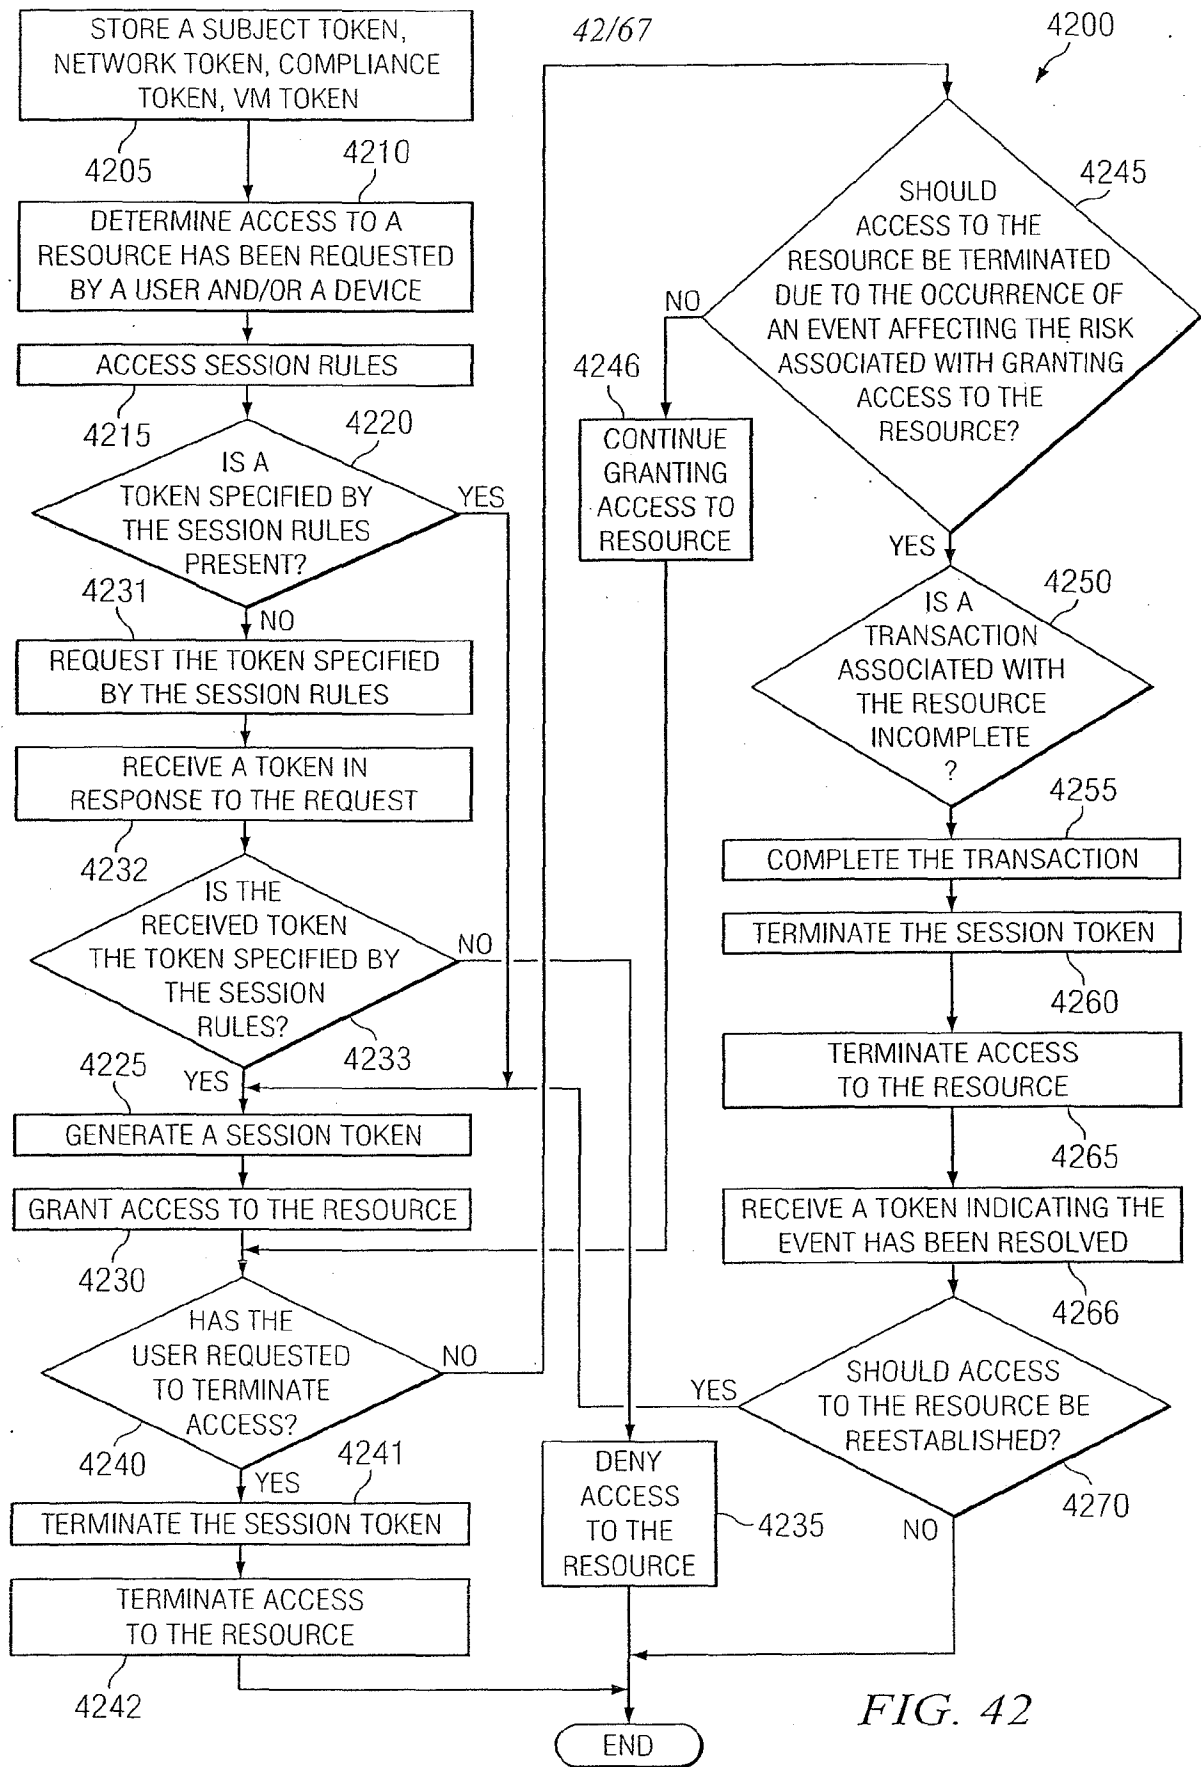 42/67
4200
STORE A SUBJECT TOKEN,
NETWORK TOKEN, COMPLIANCE
TOKEN, VM TOKEN
4205
4210
DETERMINE ACCESS TO A
RESOURCE HAS BEEN REQUESTED
BY A USER AND/OR A DEVICE
ACCESS SESSION RULES
4215
4220
IS A
TOKEN SPECIFIED BY
THE SESSION RULES
PRESENT?
YES
4231
NO
REQUEST THE TOKEN SPECIFIED
BY THE SESSION RULES
RECEIVE A TOKEN IN
RESPONSE TO THE REQUEST
4232
IS THE
RECEIVED TOKEN
THE TOKEN SPECIFIED BY
THE SESSION
RULES?
NO
4233
4225
YES
GENERATE A SESSION TOKEN
GRANT ACCESS TO THE RESOURCE
4230
HAS THE
USER REQUESTED
TO TERMINATE
ACCESS?
NO
4240
4241
YES
TERMINATE THE SESSION TOKEN
TERMINATE ACCESS
TO THE RESOURCE
4242
4245
SHOULD
ACCESS TO THE
RESOURCE BE TERMINATED
DUE TO THE OCCURRENCE OF
AN EVENT AFFECTING THE RISK
ASSOCIATED WITH GRANTING
ACCESS TO THE
RESOURCE?
NO
4246
CONTINUE
GRANTING
ACCESS TO
RESOURCE
YES
4250
IS A
TRANSACTION
ASSOCIATED WITH
THE RESOURCE
INCOMPLETE
?
4255
COMPLETE THE TRANSACTION
TERMINATE THE SESSION TOKEN
4260
TERMINATE ACCESS
TO THE RESOURCE
4265
RECEIVE A TOKEN INDICATING THE
EVENT HAS BEEN RESOLVED
4266
SHOULD ACCESS
TO THE RESOURCE BE
REESTABLISHED?
YES
4270
NO
DENY
ACCESS
TO THE
RESOURCE
4235
END
FIG. 42